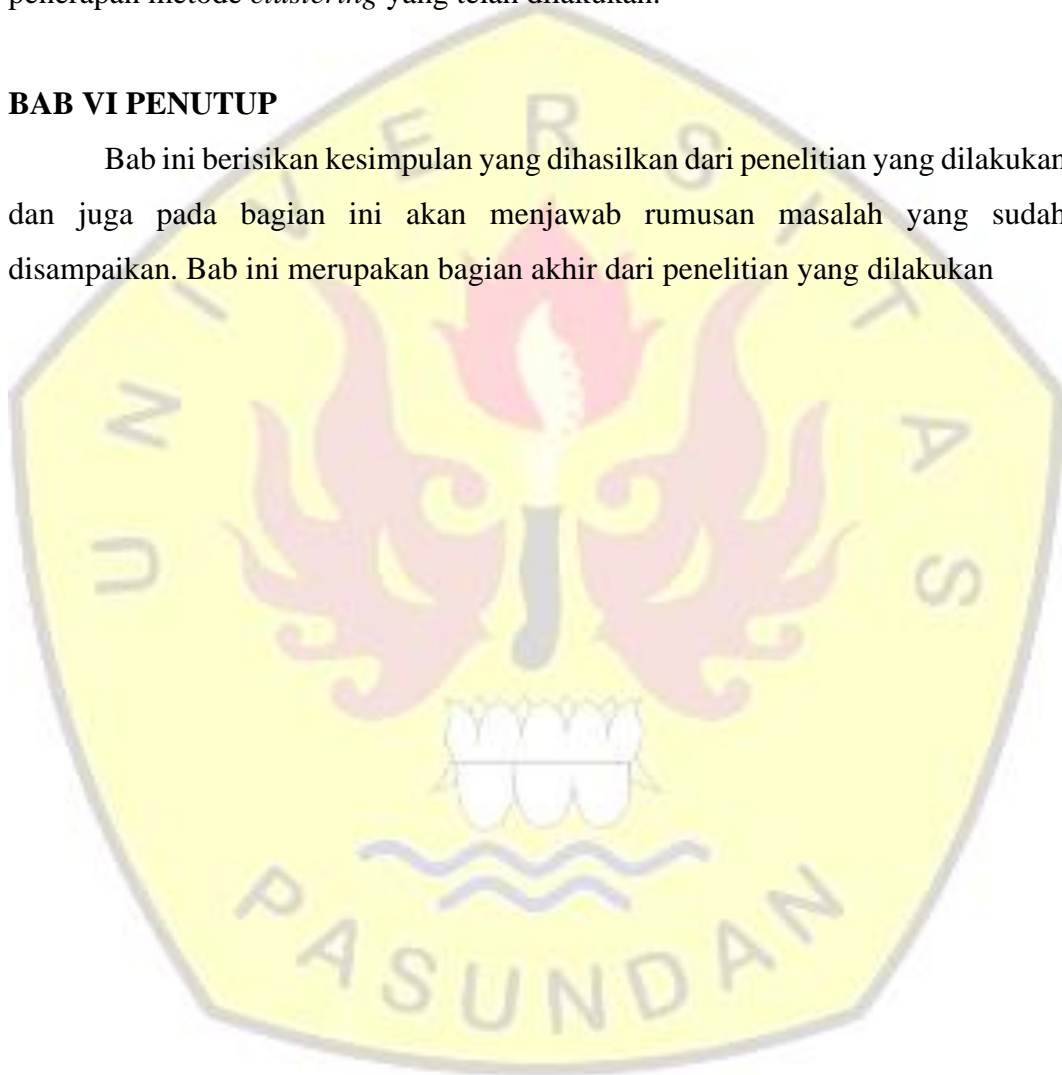 penerapan metode clustering yang telah dilakukan.
BAB VI PENUTUP
Bab ini berisikan kesimpulan yang dihasilkan dari penelitian yang dilakukan
dan juga pada bagian ini akan menjawab rumusan masalah yang sudah
disampaikan. Bab ini merupakan bagian akhir dari penelitian yang dilakukan
UNIVERSITAS
PASUNDAN